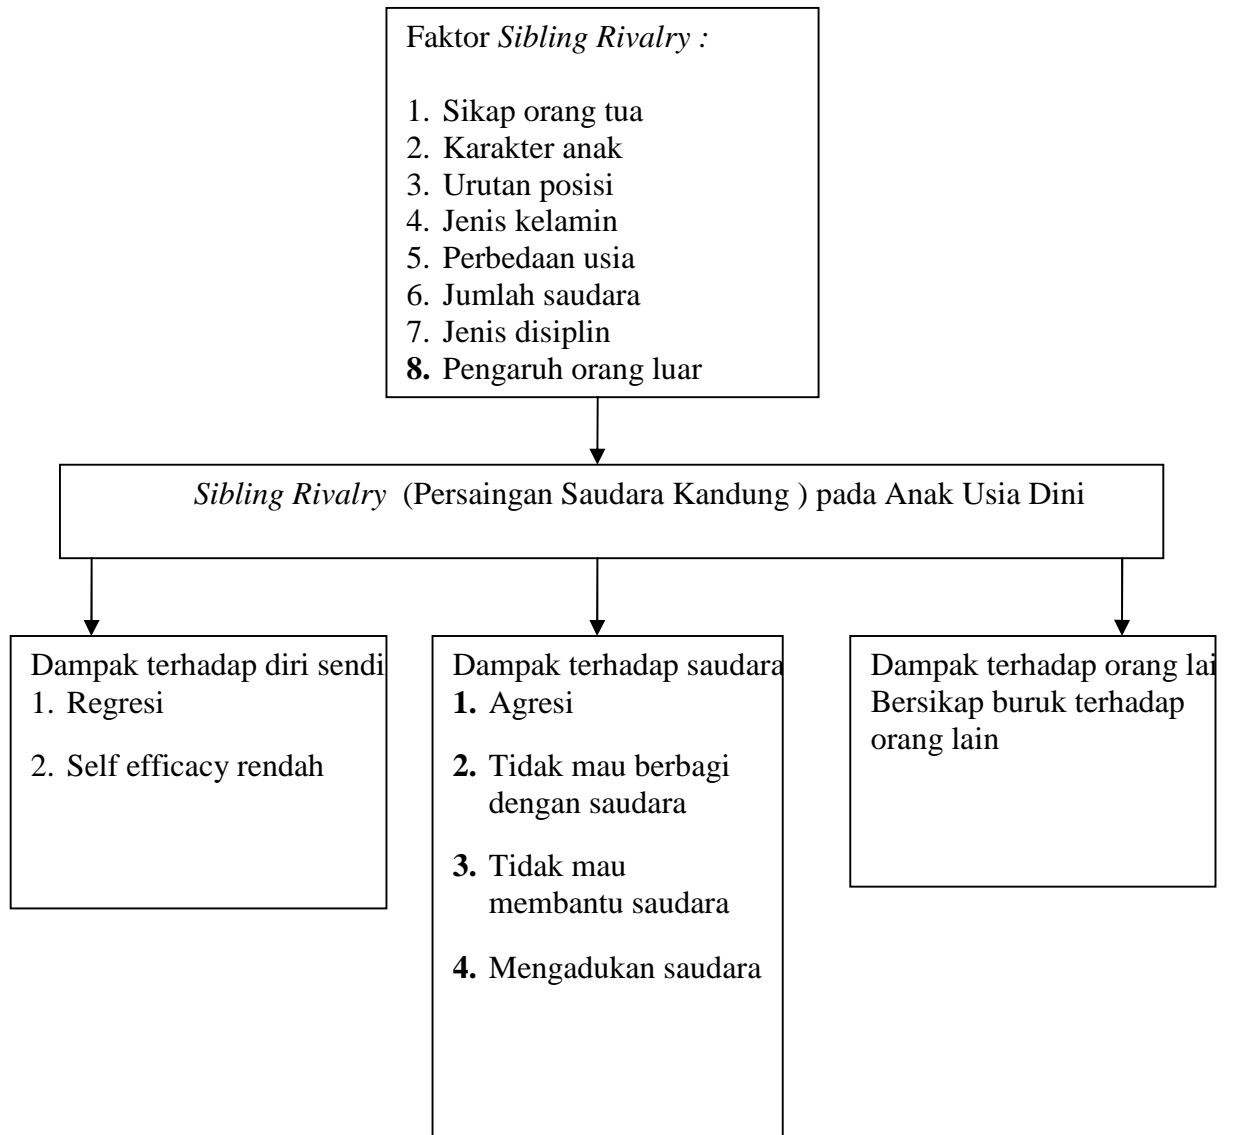 Faktor Sibling Rivalry :
1. Sikap orang tua
2. Karakter anak
3. Urutan posisi
4. Jenis kelamin
5. Perbedaan usia
6. Jumlah saudara
7. Jenis disiplin
8. Pengaruh orang luar
Sibling Rivalry (Persaingan Saudara Kandung ) pada Anak Usia Dini
Dampak terhadap diri sendi
1. Regresi
2. Self efficacy rendah
Dampak terhadap saudara
1. Agresi
2. Tidak mau berbagi
dengan saudara
3. Tidak mau
membantu saudara
4. Mengadukan saudara
Dampak terhadap orang lai
Bersikap buruk terhadap
orang lain